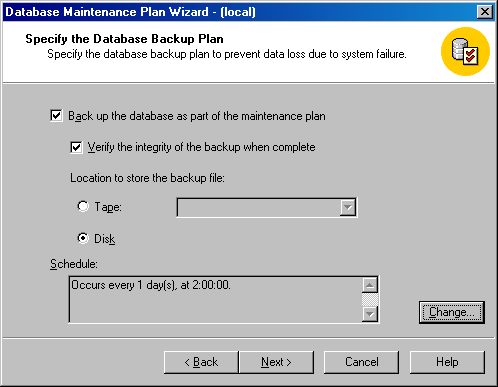 Database Maintenance Plan Wizard - (local)
Specify the Database Backup Plan
Specify the database backup plan to prevent data loss due to system failure.
Back up the database as part of the maintenance plan
Verify the integrity of the backup when complete
Location to store the backup file:
Tape:
Disk
Schedule:
Occurs every 1 day(s), at 2:00:00.
Change...
< Back
Next >
Cancel
Help